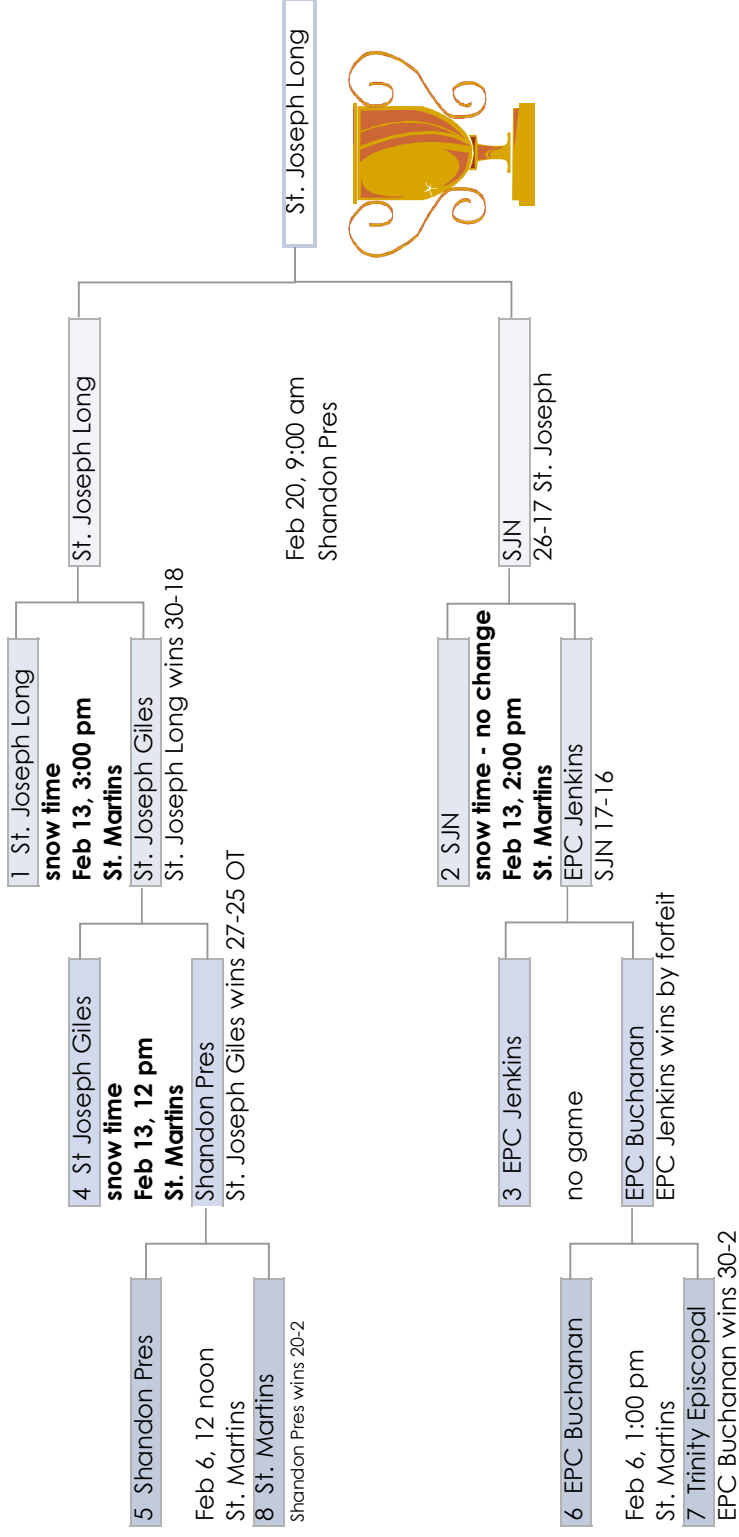 5 Shandon Pres
Feb 6, 12 noon
St. Martins
8 St. Martins
Shandon Pres wins 20-2
6 EPC Buchanan
Feb 6, 1:00 pm
St. Martins
7 Trinity Episcopal
EPC Buchanan wins 30-2
4 St Joseph Giles
snow time
Feb 13, 12 pm
St. Martins
Shandon Pres
St. Joseph Giles wins 27-25 OT
3 EPC Jenkins
no game
EPC Buchanan
EPC Jenkins wins by forfeit
1 St. Joseph Long
snow time
Feb 13, 3:00 pm
St. Martins
St. Joseph Giles
St. Joseph Long wins 30-18
2 SJN
snow time - no change
Feb 13, 2:00 pm
St. Martins
EPC Jenkins
SJN 17-16
St. Joseph Long
Feb 20, 9:00 am
Shandon Pres
SJN
26-17 St. Joseph
St. Joseph Long